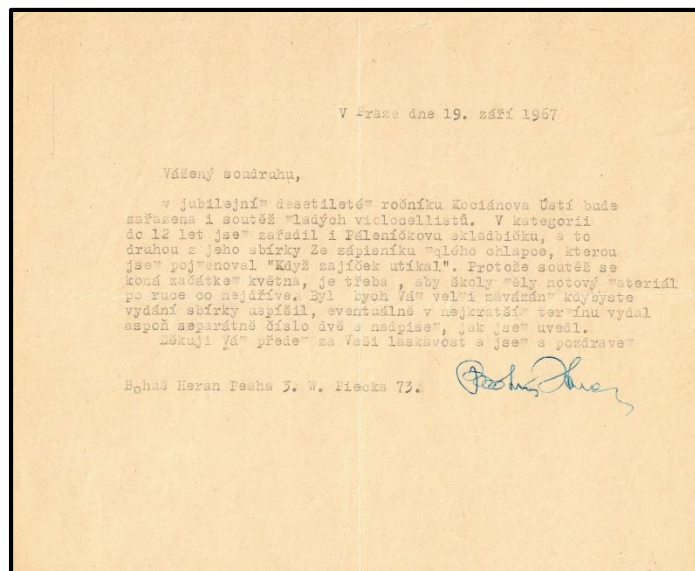 V Praze dne 19. září 1967
Vážený soudruhu,
v jubilejním desetiletém ročníku Kociánova Ústí bude
zařazena i soutěž mladých violocellistů. V kategorii
do 12 let jsem zařadil i Páleníčkovu skladbičku, a to
druhou z jeho sbírky Ze zápisníku malého chlapce, kterou
jsem pojmenoval "Když zajíček utíkal". Protože soutěž se
koná začátkem května, je třeba , aby školy měly notový materiál
po ruce co nejdříve. Byl bych Vám velmi zavázán kdybyste
vydání sbírky uspíšil, eventuálně v nejkratším termínu vydal
aspoň separátně číslo dvě s nadpisem, jak jsem uvedl.
Děkuji Vám předem za Vaši laskavost a jsem s pozdravem
Bohuš Heran Peaha 3. W. Piecka 73.
Bohuš Heran